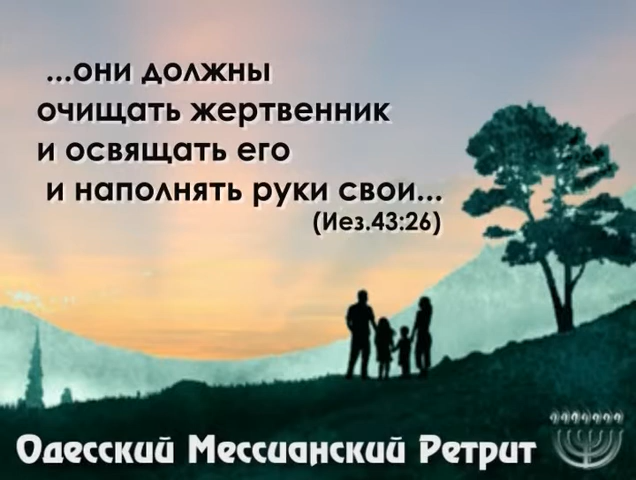 ...они должны
очищать жертвенник
и освящать его
и наполнять руки свои...
(Иез.43:26)
Одесский Мессианский Ретрит